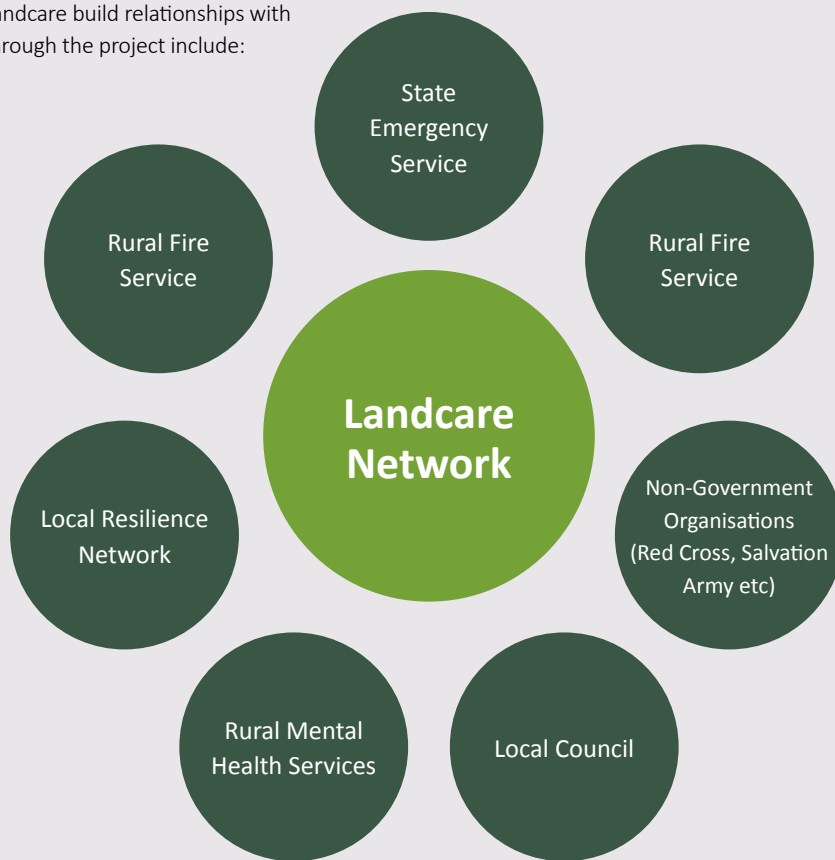 andcare build relationships with
rough the project include:
State
Emergency
Service
Rural Fire
Service
Rural Fire
Service
Landcare
Network
Local Resilience
Network
Non-Government
Organisations
(Red Cross, Salvation
Army etc)
Rural Mental
Health Services
Local Council